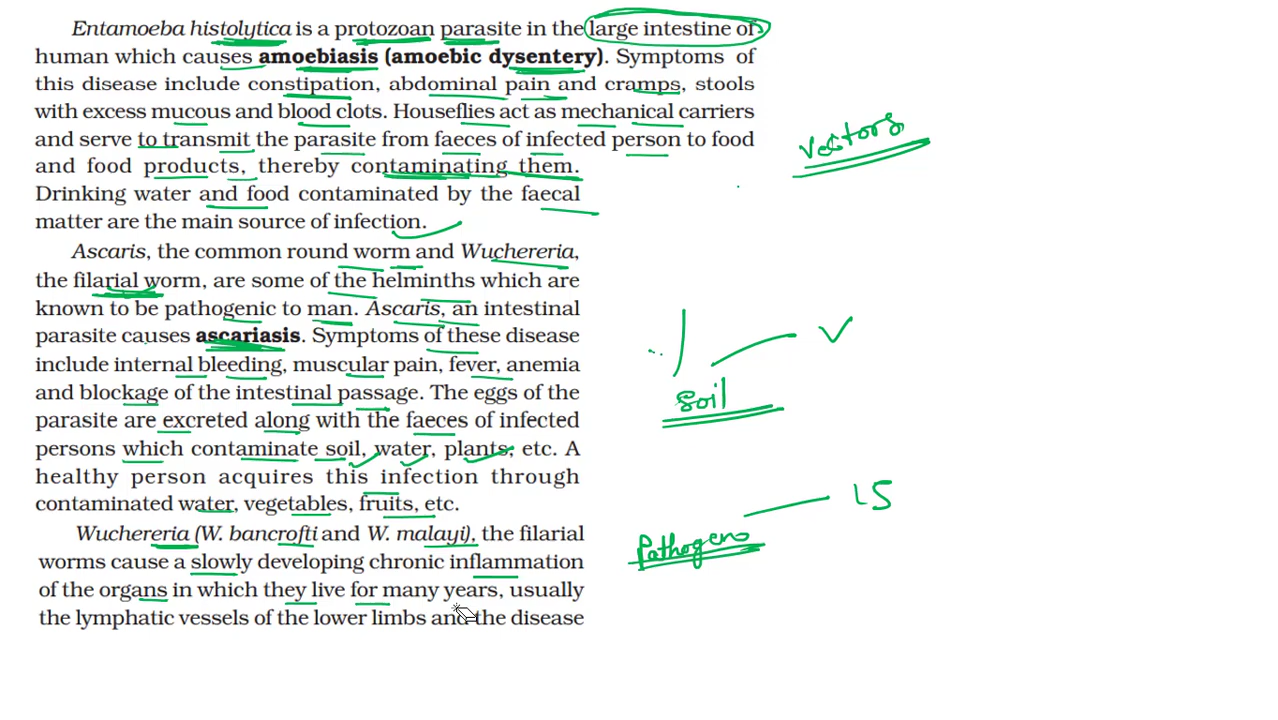 Entamoeba histolytica is a protozoan parasite in the large intestine of
human which causes amoebiasis (amoebic dysentery). Symptoms of
this disease include constipation, abdominal pain and cramps, stools
with excess mucous and blood clots. Houseflies act as mechanical carriers
and serve to transmit the parasite from faeces of infected person to food
and food products, thereby contaminating them.
Drinking water and food contaminated by the faecal
matter are the main source of infection.
Vectors
Ascaris, the common round worm and Wuchereria,
the filarial worm, are some of the helminths which are
known to be pathogenic to man. Ascaris, an intestinal
parasite causes ascariasis. Symptoms of these disease
include internal bleeding, muscular pain, fever, anemia
and blockage of the intestinal passage. The eggs of the
parasite are excreted along with the faeces of infected
persons which contaminate soil, water, plants, etc. A
healthy person acquires this infection through
contaminated water, vegetables, fruits, etc.
Soil
V
Wuchereria (W. bancrofti and W. malayi), the filarial
worms cause a slowly developing chronic inflammation
of the organs in which they live for many years, usually
the lymphatic vessels of the lower limbs and the disease
Pathogens
LS